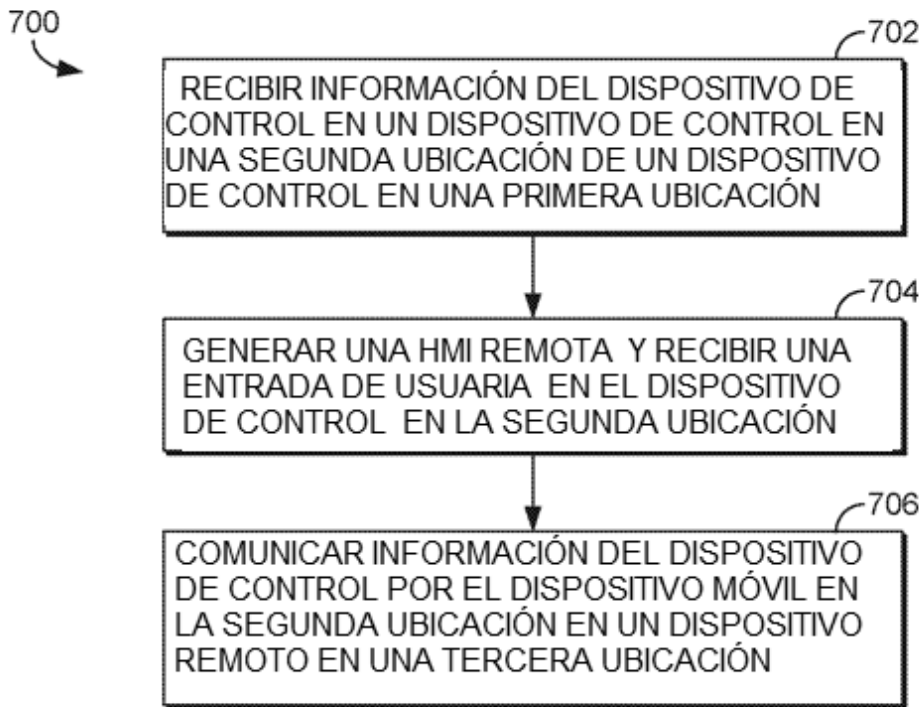 700
702
RECIBIR INFORMACIÓN DEL DISPOSITIVO DE
CONTROL EN UN DISPOSITIVO DE CONTROL EN
UNA SEGUNDA UBICACIÓN DE UN DISPOSITIVO
DE CONTROL EN UNA PRIMERA UBICACIÓN
704
GENERAR UNA HMI REMOTA Y RECIBIR UNA
ENTRADA DE USUARIA EN EL DISPOSITIVO
DE CONTROL EN LA SEGUNDA UBICACIÓN
706
COMUNICAR INFORMACIÓN DEL DISPOSITIVO
DE CONTROL POR EL DISPOSITIVO MÓVIL EN
LA SEGUNDA UBICACIÓN EN UN DISPOSITIVO
REMOTO EN UNA TERCERA UBICACIÓN